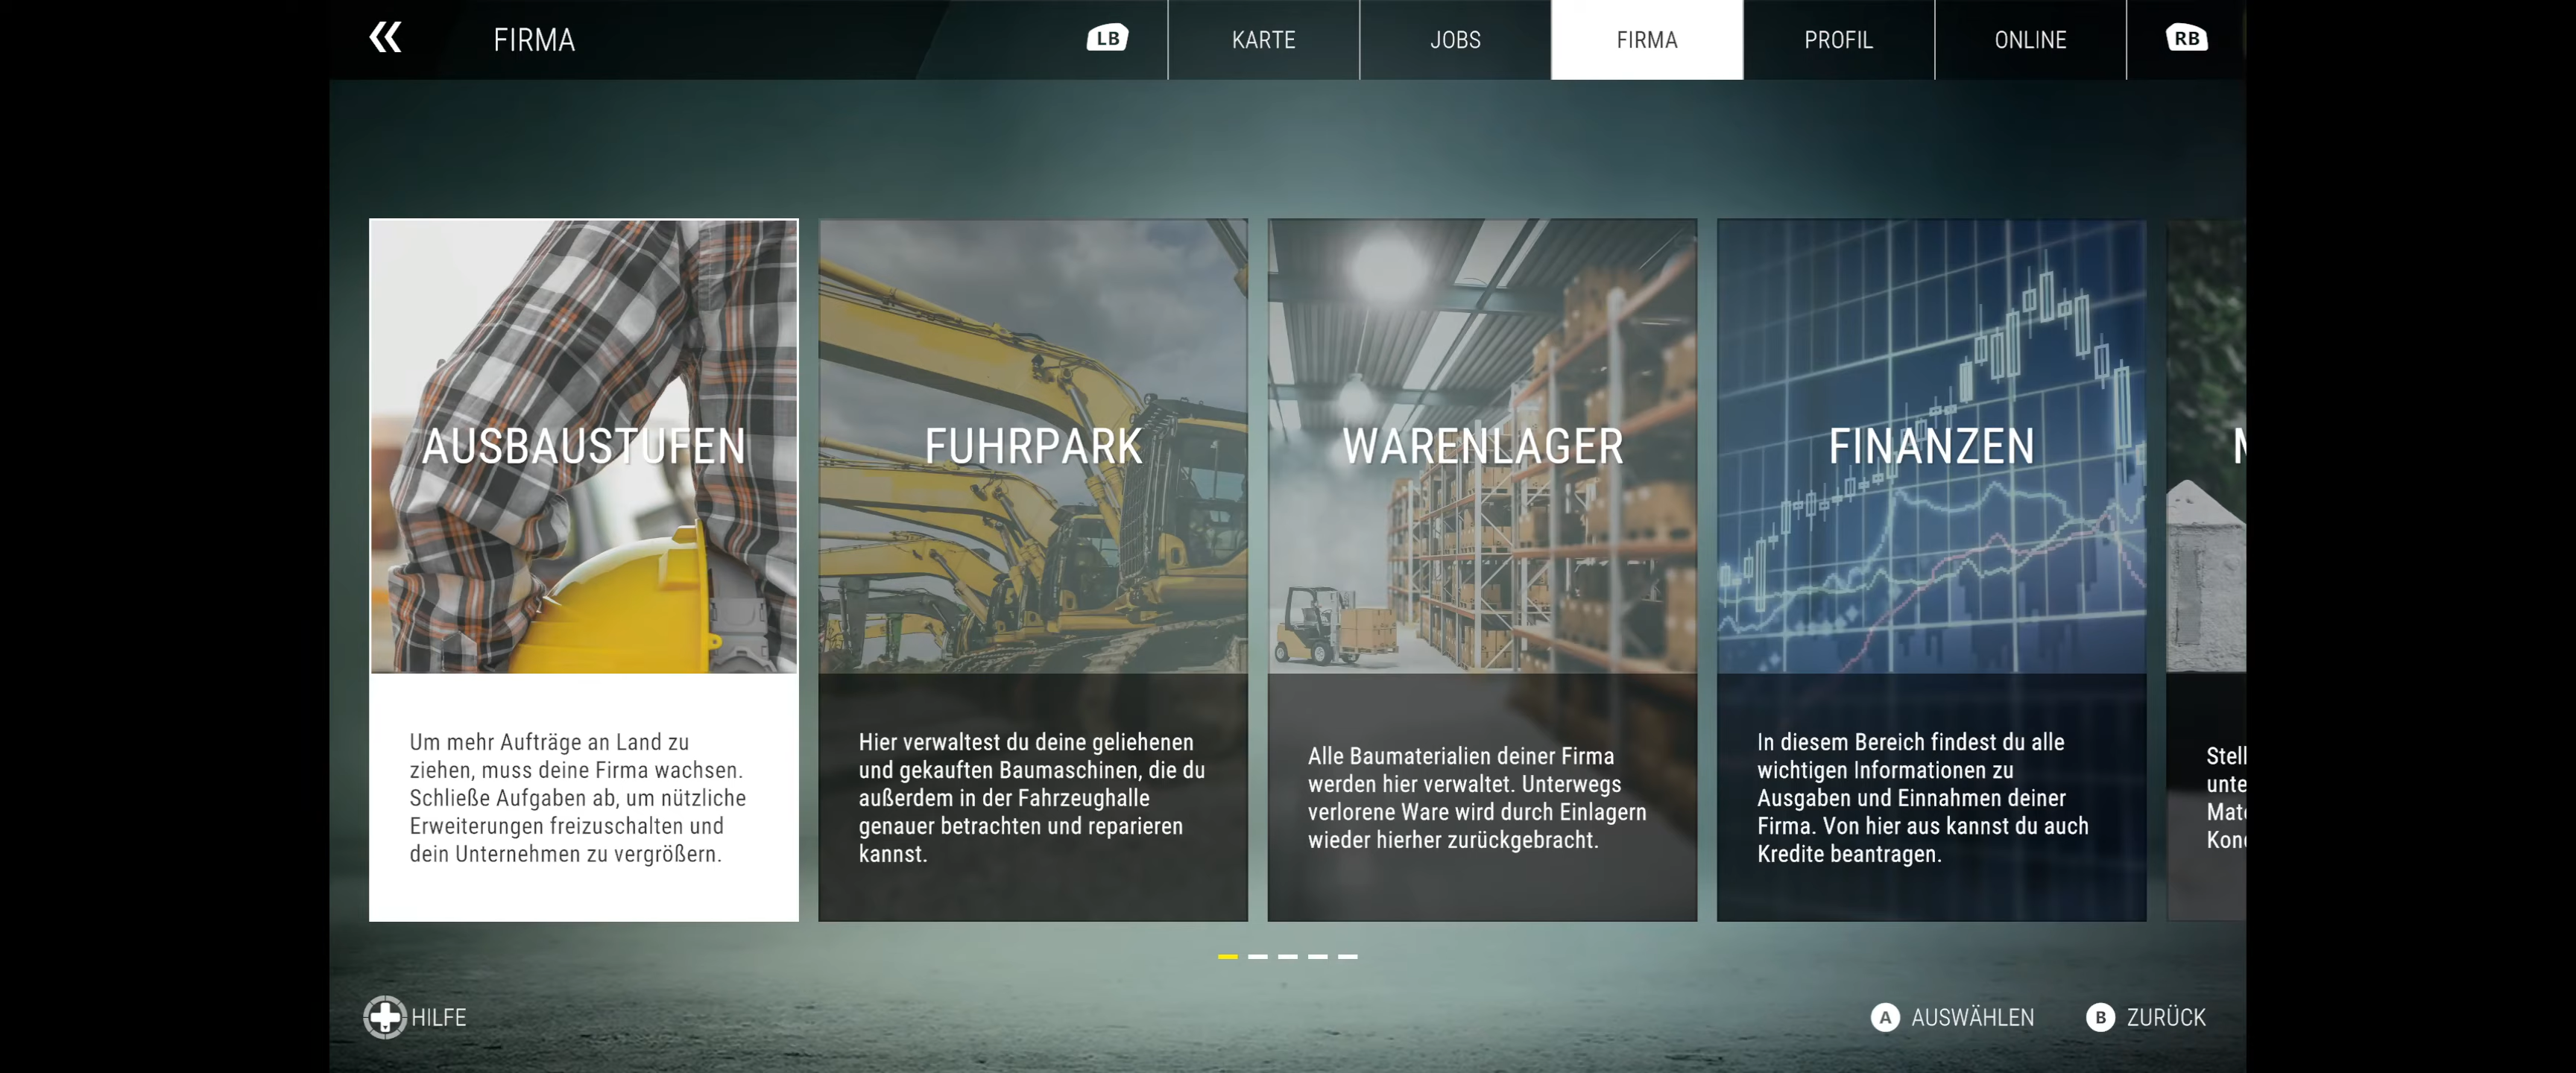 FIRMA
LB
KARTE
JOBS
FIRMA
PROFIL
ONLINE
RB
AUSBAUSTUFEN
Um mehr Aufträge an Land zu
ziehen, muss deine Firma wachsen.
Schließe Aufgaben ab, um nützliche
Erweiterungen freizuschalten und
dein Unternehmen zu vergrößern.
FUHRPARK
Hier verwaltest du deine geliehenen
und gekauften Baumaschinen, die du
außerdem in der Fahrzeughalle
genauer betrachten und reparieren
kannst.
WARENLAGER
Alle Baumaterialien deiner Firma
werden hier verwaltet. Unterwegs
verlorene Ware wird durch Einlagern
wieder hierher zurückgebracht.
FINANZEN
In diesem Bereich findest du alle
wichtigen Informationen zu
Ausgaben und Einnahmen deiner
Firma. Von hier aus kannst du auch
Kredite beantragen.
HILFE
A AUSWÄHLEN
B ZURÜCK